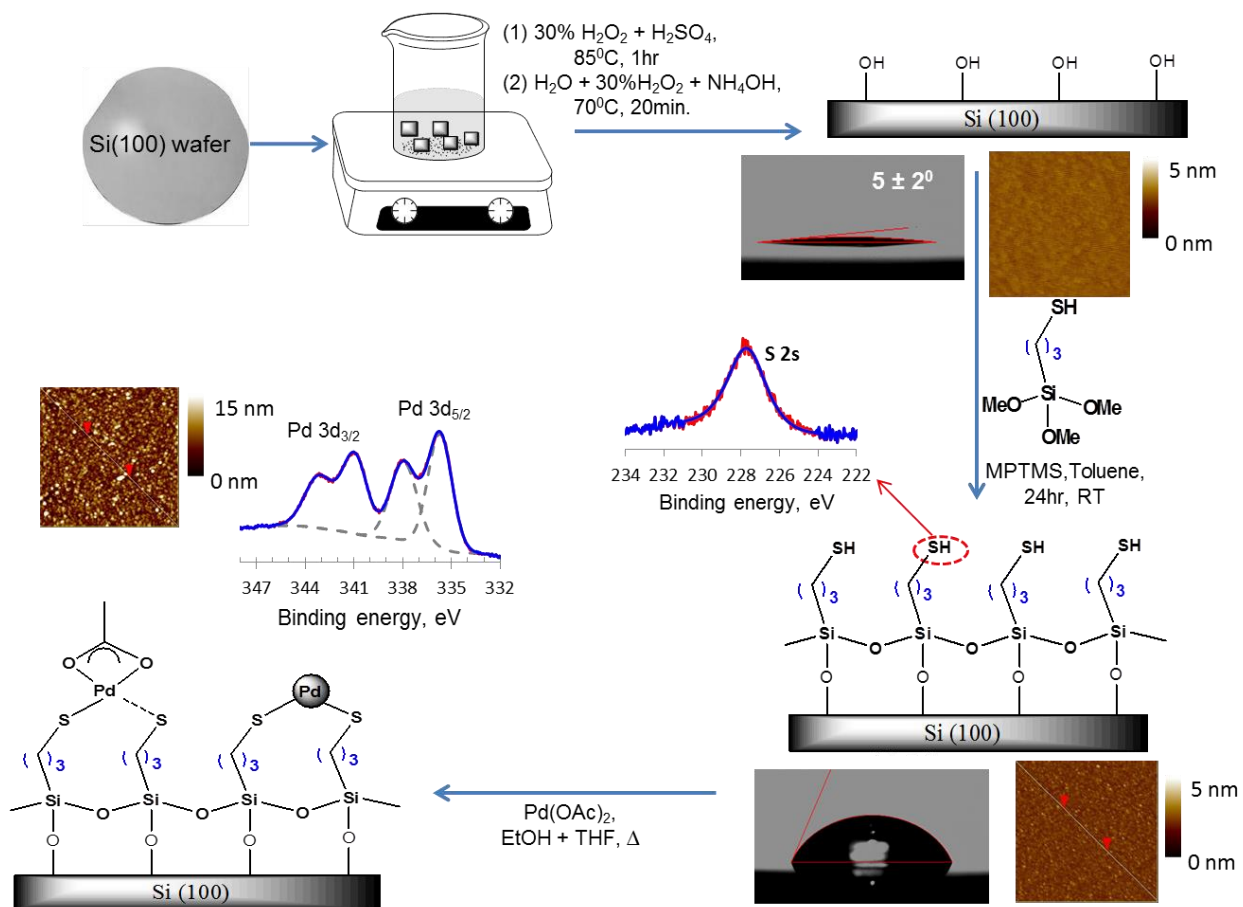 Si(100) wafer
(1) 30% H₂O₂ + H₂SO₄,
85⁰C, 1hr
(2) H₂O + 30%H₂O₂ + NH₄OH,
70⁰C, 20min.
OH OH OH OH
Si (100)
5 ± 2⁰
5 nm
0 nm
SH
( )3
Si
MeO OMe
OMe
MPTMS,Toluene,
24hr, RT
S 2s
234 232 230 228 226 224 222
Binding energy, eV
15 nm
0 nm
Pd 3d₃/₂
Pd 3d₅/₂
347 344 341 338 335 332
Binding energy, eV
SH SH SH SH
( )3 ( )3 ( )3 ( )3
Si Si Si Si
O O O
O O O O
Si (100)
5 nm
0 nm
Pd(OAc)₂,
EtOH + THF, Δ
O O
Pd Pd
S S S S
( )3 ( )3 ( )3 ( )3
Si Si Si Si
O O O
O O O O
Si (100)